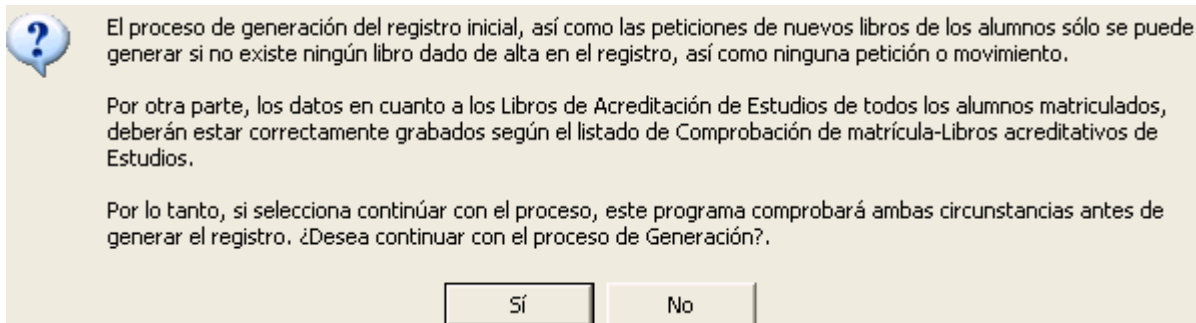 El proceso de generación del registro inicial, así como las peticiones de nuevos libros de los alumnos sólo se puede
generar si no existe ningún libro dado de alta en el registro, así como ninguna petición o movimiento.
Por otra parte, los datos en cuanto a los Libros de Acreditación de Estudios de todos los alumnos matriculados,
deberán estar correctamente grabados según el listado de Comprobación de matrícula-Libros acreditativos de
Estudios.
Por lo tanto, si selecciona continúar con el proceso, este programa comprobará ambas circunstancias antes de
generar el registro. ¿Desea continuar con el proceso de Generación?.
Sí No